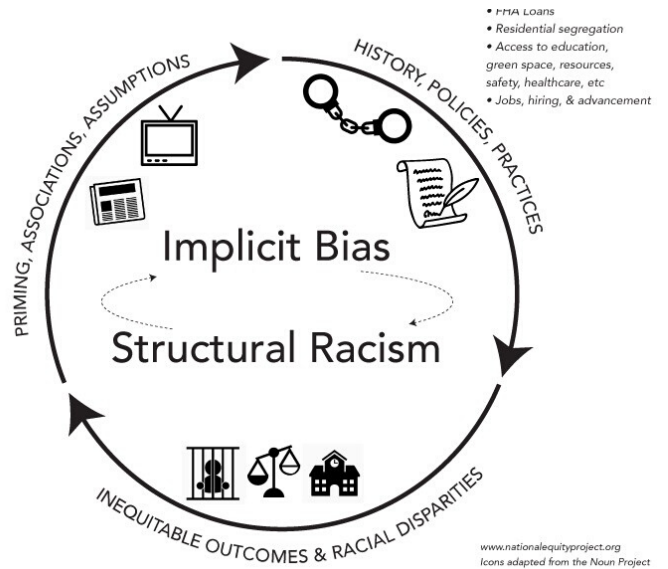 • FHA Loans
• Residential segregation
• Access to education,
green space, resources,
safety, healthcare, etc
• Jobs, hiring, & advancement
HISTORY, POLICIES, PRACTICES
PRIMING, ASSOCIATIONS, ASSUMPTIONS
Implicit Bias
Structural Racism
INEQUITABLE OUTCOMES & RACIAL DISPARITIES
www.nationalequityproject.org
Icons adapted from the Noun Project